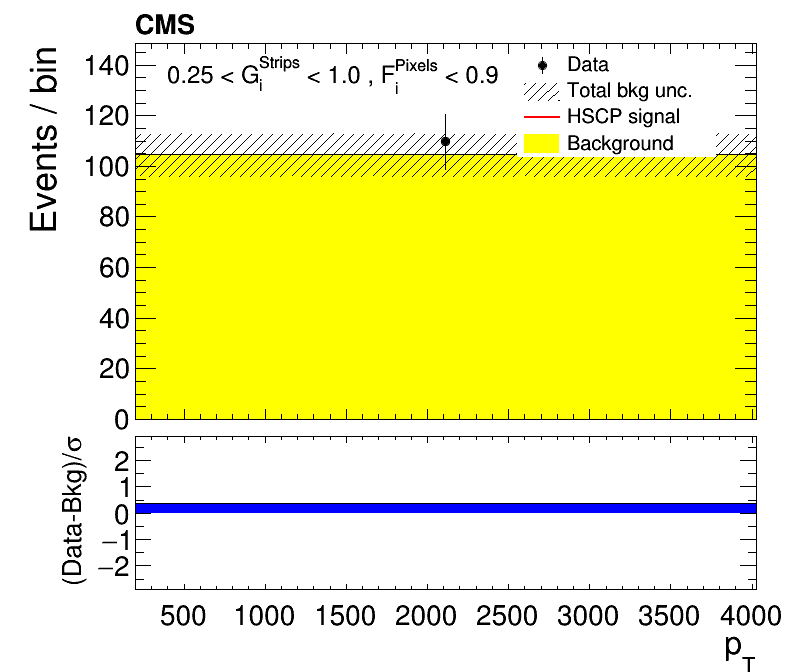 CMS
Events / bin
140
120
100
80
60
40
20
0
0.25 < G_i^Strips < 1.0 , F_i^Pixels < 0.9
Data
Total bkg unc.
HSCP signal
Background
(Data-Bkg)/σ
2
1
0
−1
−2
500 1000 1500 2000 2500 3000 3500 4000
p_T